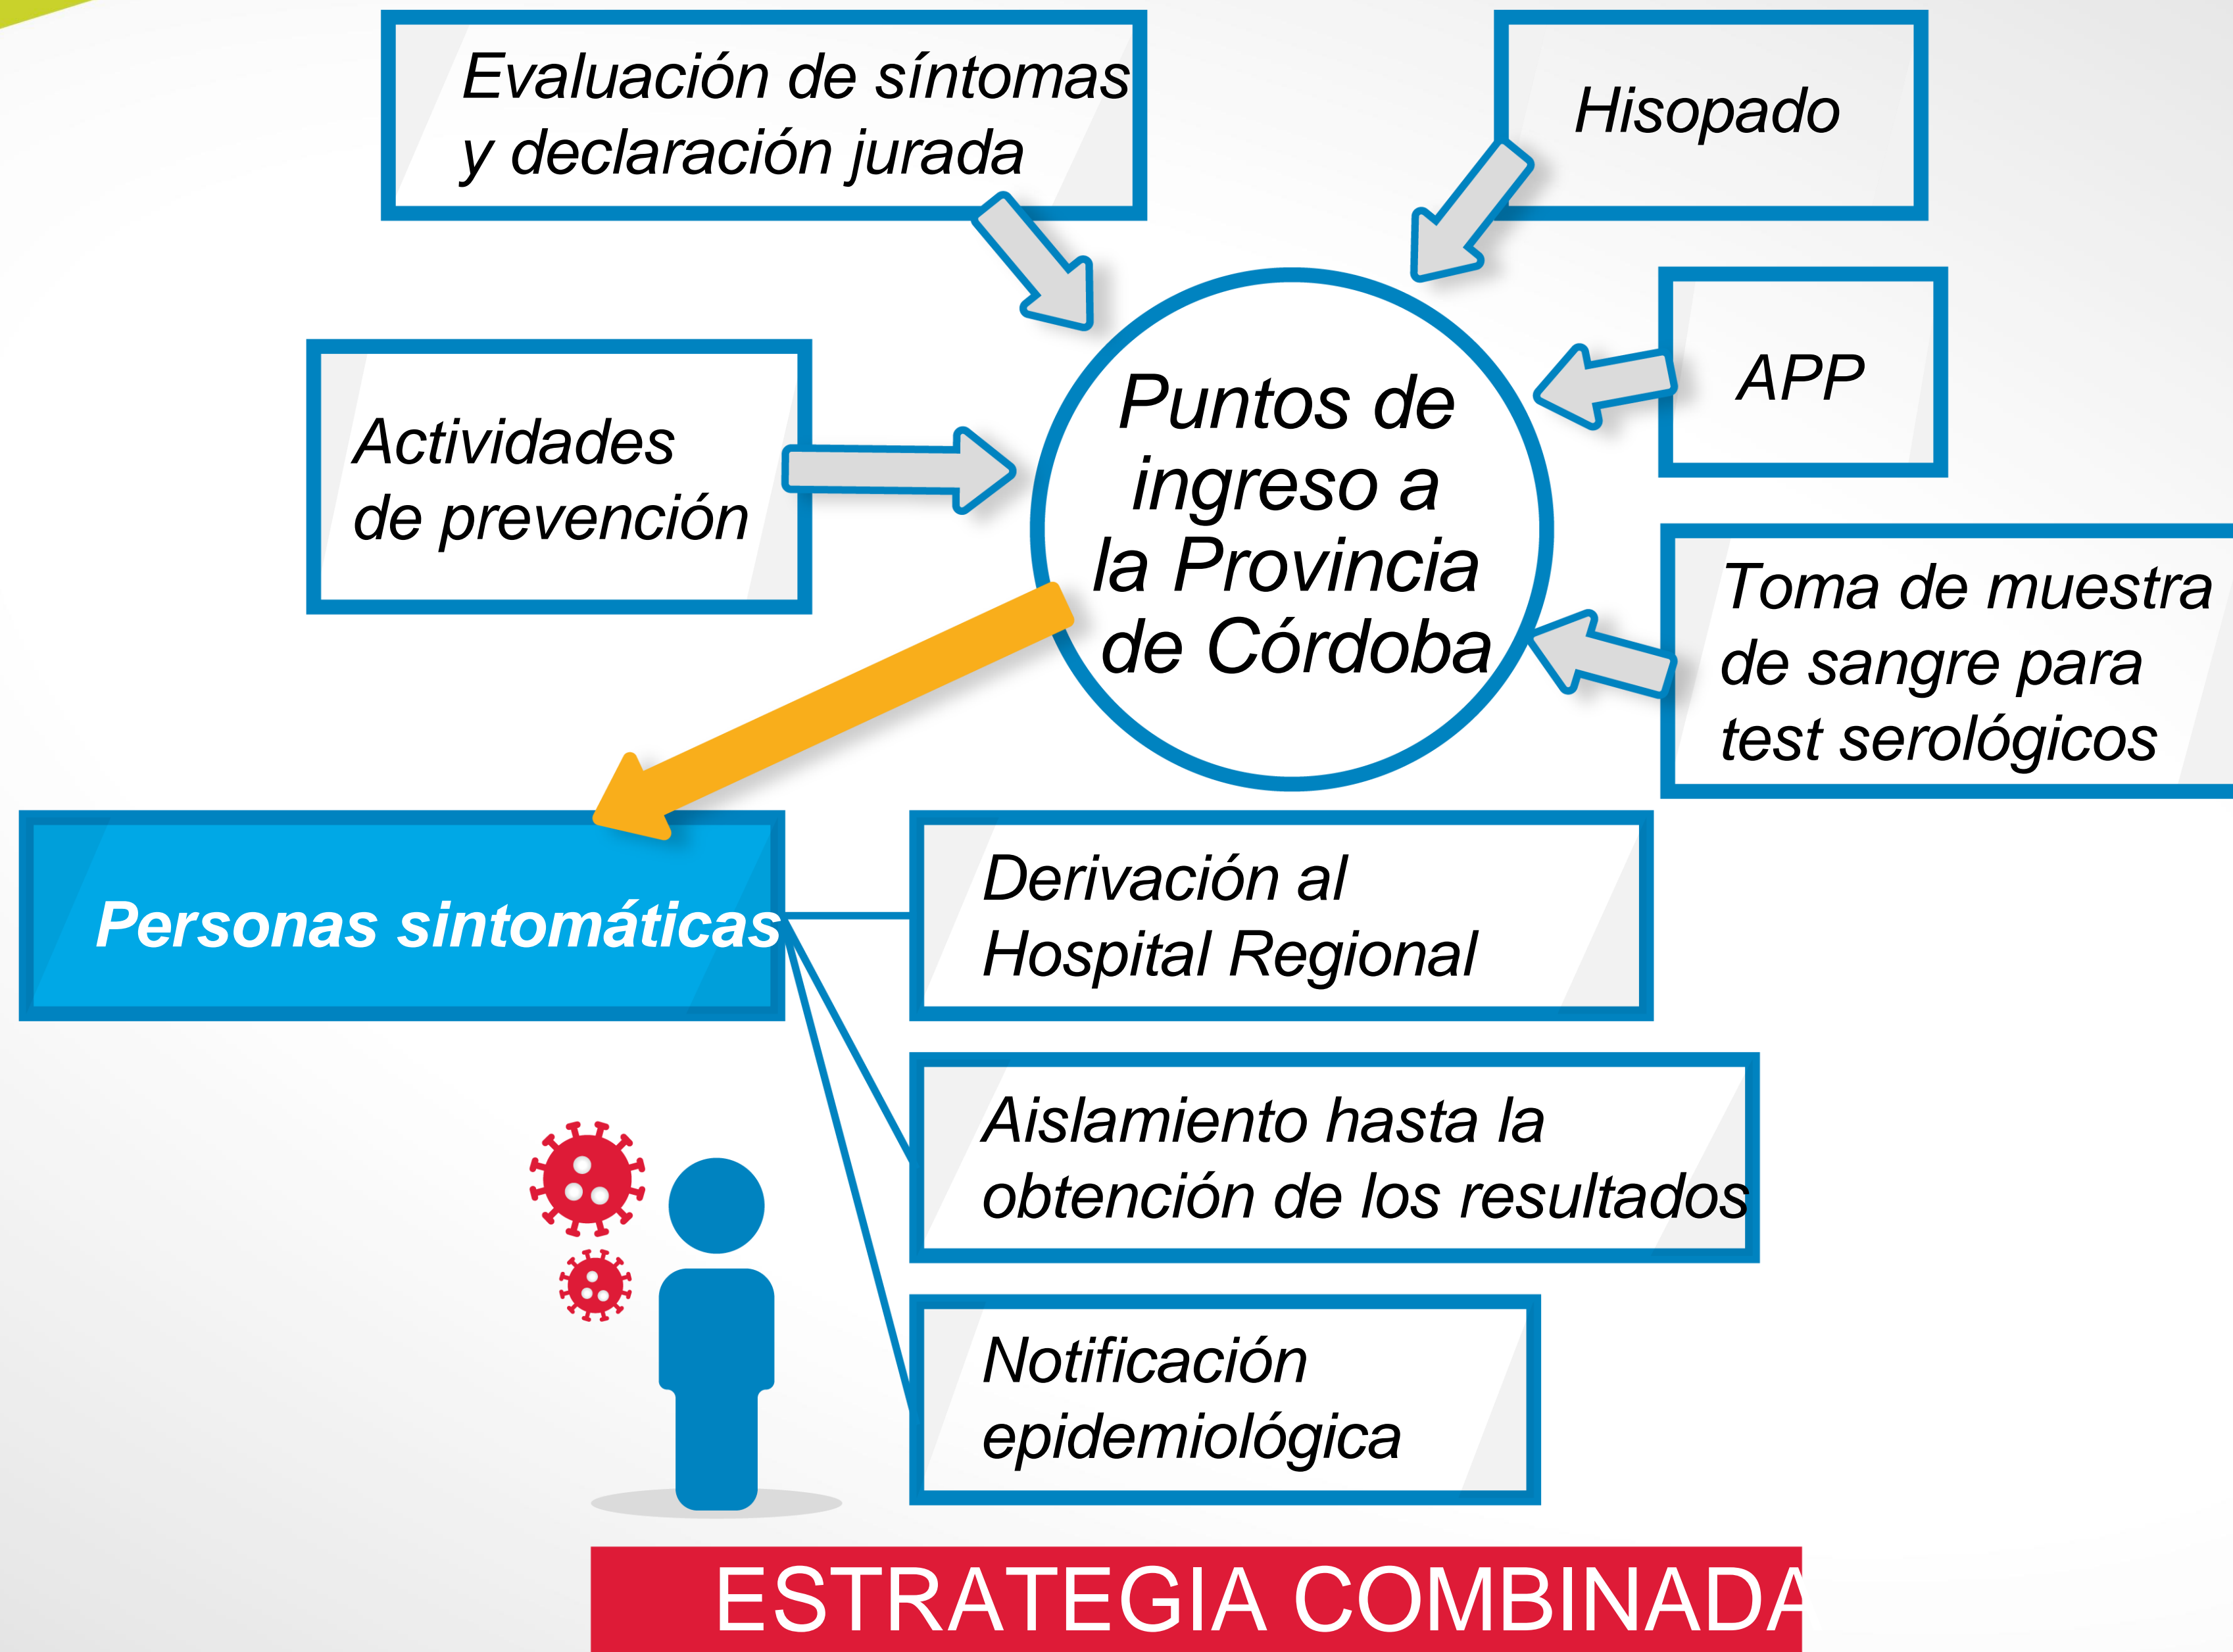 Evaluación de síntomas
y declaración jurada
Hisopado
APP
Actividades
de prevención
Puntos de
ingreso a
la Provincia
de Córdoba
Toma de muestra
de sangre para
test serológicos
Personas sintomáticas
Derivación al
Hospital Regional
Aislamiento hasta la
obtención de los resultados
Notificación
epidemiológica
ESTRATEGIA COMBINADA